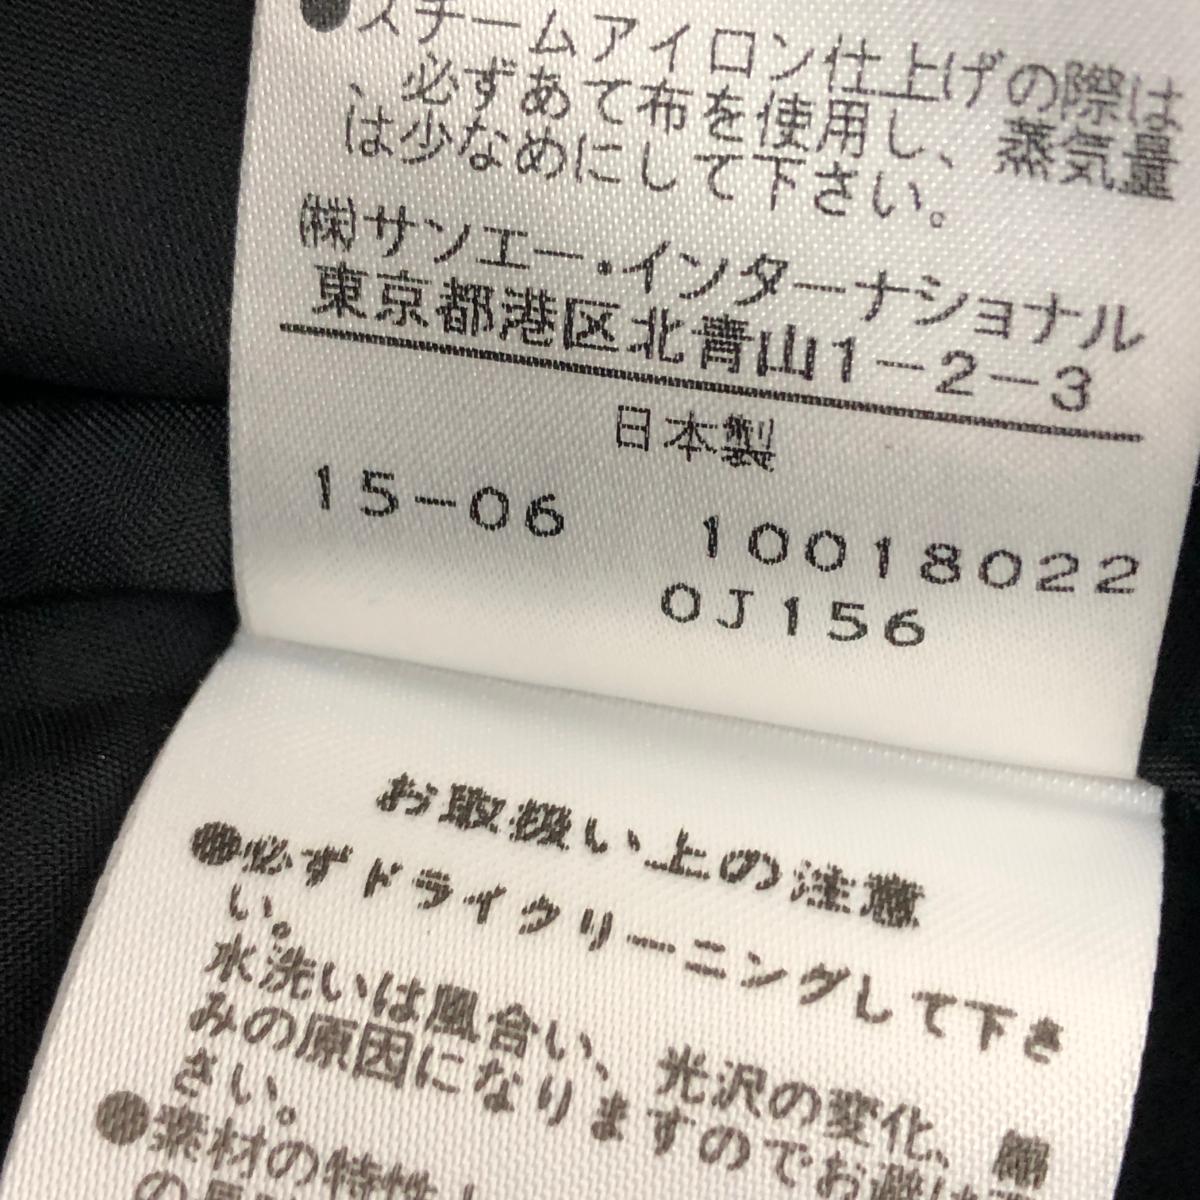 ●スチームアイロン仕上げの際は
、必ずあて布を使用し、蒸気量
は少なめにして下さい。
㈱サンエー・インターナショナル
東京都港区北青山1-2-3
日本製
15-06 10018022
0J156
お取扱い上の注意
●必ずドライクリーニングして下さ
い。
水洗いは風合い、光沢の変化、縮
みの原因になりますのでお避け下
さい。
●素材の特性上